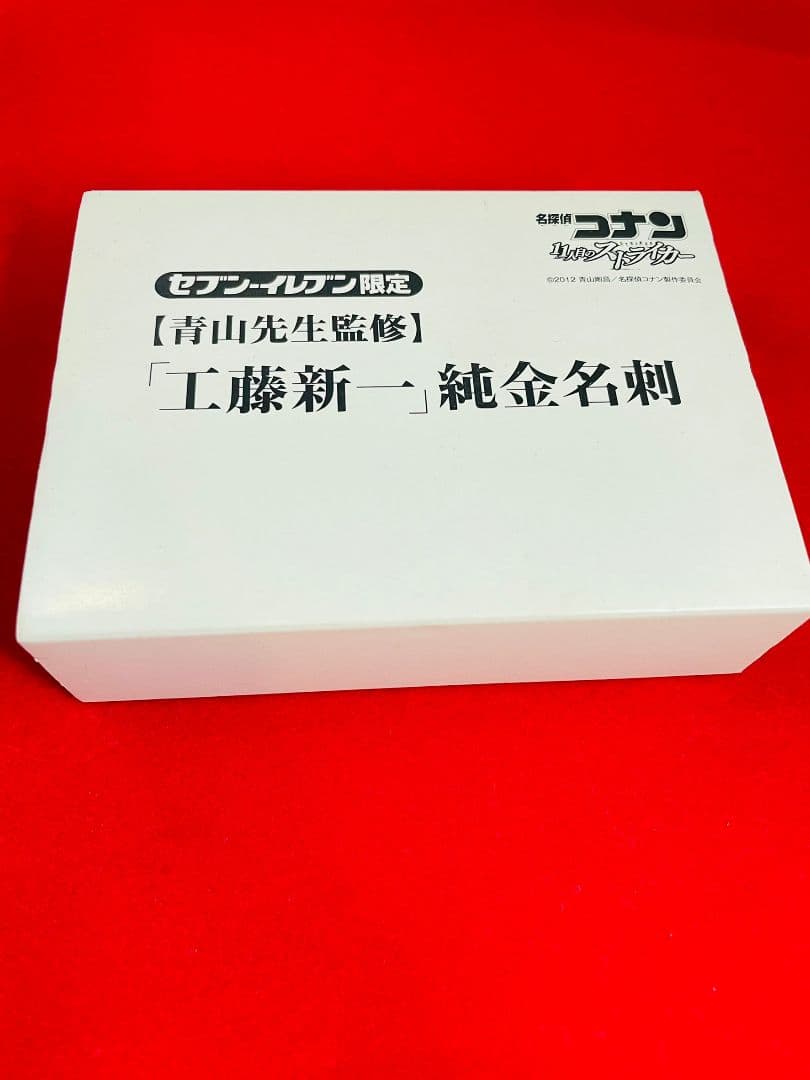 名探偵コナン
11人目のストライカー
©2012 青山剛昌／名探偵コナン製作委員会
セブン-イレブン限定
【青山先生監修】
「工藤新一」純金名刺